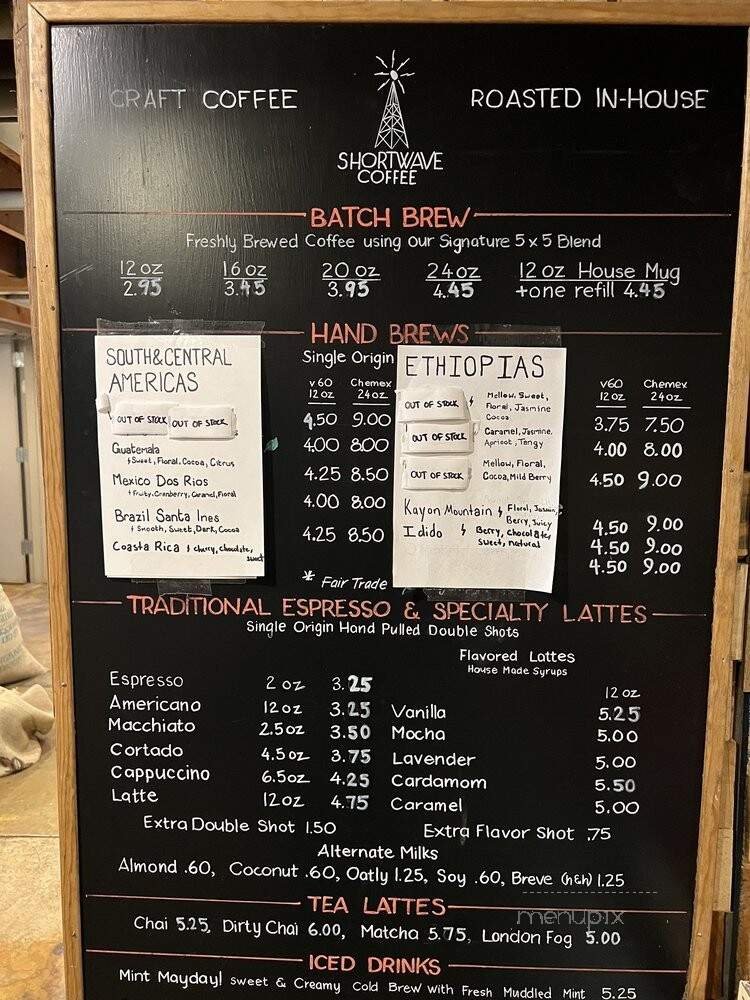 CRAFT COFFEE
ROASTED IN-HOUSE
SHORTWAVE
COFFEE
BATCH BREW
Freshly Brewed Coffee using our Signature 5 x 5 Blend
12 oz 16 oz 20 oz 24 oz 12 oz House Mug
2.95 3.45 3.95 4.45 +one refill 4.45
HAND BREWS
Single Origin
SOUTH&CENTRAL
AMERICAS
OUT OF STOCK OUT OF STOCK
Guatemala
Sweet, Floral, Cocoa, Citrus
Mexico Dos Rios
Fruity, Cranberry, Caramel, Floral
Brazil Santa Ines
Smooth, Sweet, Dark, Cocoa
Coasta Rica cherry, chocolate,
sweet
v60 Chemex
12 oz 24 oz
4.50 9.00
4.00 8.00
4.25 8.50
4.00 8.00
4.25 8.50
* Fair Trade
ETHIOPIAS
OUT OF STOCK Mellow, Sweet,
Floral, Jasmine
Cocoa
OUT OF STOCK Caramel, Jasmine,
Apricot, Tangy
OUT OF STOCK Mellow, Floral,
Cocoa, Mild Berry
Kayon Mountain Floral, Jasmine,
Berry, Juicy
Idido Berry, Chocolate,
sweet, natural
v60 Chemex
12 oz 24 oz
3.75 7.50
4.00 8.00
4.50 9.00
4.50 9.00
4.50 9.00
4.50 9.00
TRADITIONAL ESPRESSO & SPECIALTY LATTES
Single Origin Hand Pulled Double Shots
Espresso 2 oz 3.25
Americano 12 oz 3.25
Macchiato 2.5 oz 3.50
Cortado 4.5 oz 3.75
Cappuccino 6.5 oz 4.25
Latte 12 oz 4.75
Extra Double Shot 1.50
Flavored Lattes
House Made Syrups
12 oz
Vanilla 5.25
Mocha 5.00
Lavender 5.00
Cardamom 5.50
Caramel 5.00
Extra Flavor Shot .75
Alternate Milks
Almond .60, Coconut .60, Oatly 1.25, Soy .60, Breve (h&h) 1.25
TEA LATTES
menupix
Chai 5.25, Dirty Chai 6.00, Matcha 5.75, London Fog 5.00
ICED DRINKS
Mint Mayday! Sweet & Creamy Cold Brew with Fresh Muddled Mint 5.25